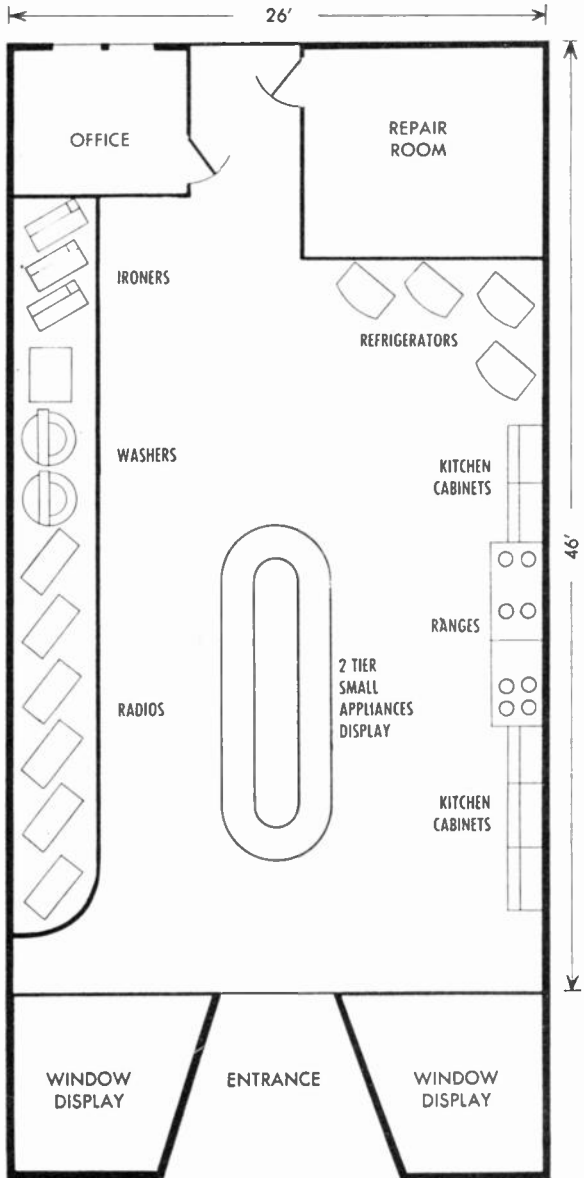 26'
OFFICE
REPAIR
ROOM
IRONERS
REFRIGERATORS
WASHERS
KITCHEN
CABINETS
46'
RANGES
2 TIER
SMALL
APPLIANCES
DISPLAY
RADIOS
KITCHEN
CABINETS
WINDOW
DISPLAY
ENTRANCE
WINDOW
DISPLAY